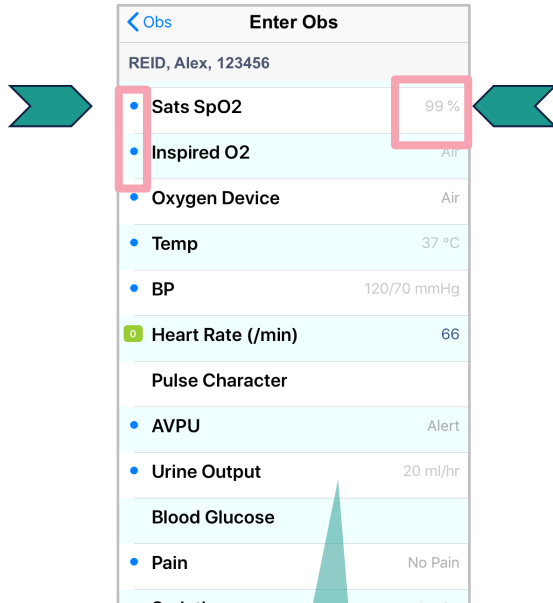 Obs Enter Obs
REID, Alex, 123456
Sats SpO2 99 %
Inspired O2 Air
Oxygen Device Air
Temp 37 °C
BP 120/70 mmHg
0 Heart Rate (/min) 66
Pulse Character
AVPU Alert
Urine Output 20 ml/hr
Blood Glucose
Pain No Pain